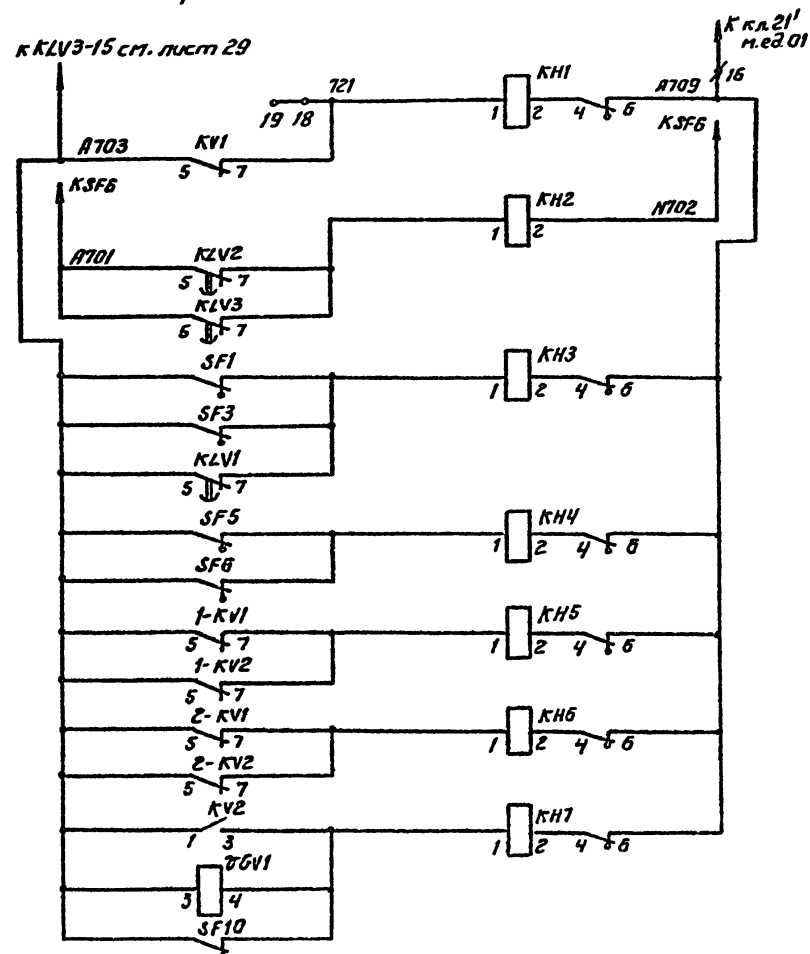 К кл.21'
м.ед.01
к KLV3-15 см. лист 29
16
721
KH1
A709
19 18
1 2 4 6
KSF6
A703
KV1
5 7
KSF6
KH2
N702
1 2
A701
KLV2
5 7
KLV3
6 7
SF1
KH3
1 2 4 6
SF3
KLV1
5 7
SF5
KH4
1 2 4 6
SF6
1-KV1
KH5
5 7
1 2 4 6
1-KV2
5 7
2-KV1
KH6
5 7
1 2 4 6
2-KV2
5 7
KV2
KH7
1 3
1 2 4 6
UGV1
3 4
SF10